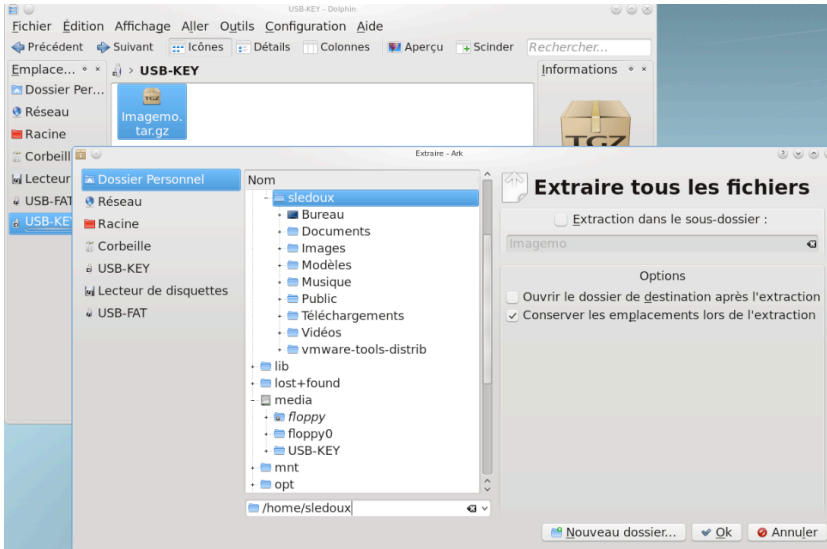 USB-KEY - Dolphin
Fichier Édition Affichage Aller Outils Configuration Aide
Précédent Suivant Icônes Détails Colonnes Aperçu Scinder Rechercher...
Emplace... USB-KEY Informations
Dossier Per...
Réseau
Racine
Corbeill
Lecteur
USB-FAT
USB-KE
Imagemo.
tar.gz
TGZ
Extraire - Ark
Dossier Personnel
Réseau
Racine
Corbeille
USB-KEY
Lecteur de disquettes
USB-FAT
Nom
sledoux
Bureau
Documents
Images
Modèles
Musique
Public
Téléchargements
Vidéos
vmware-tools-distrib
lib
lost+found
media
floppy
floppy0
USB-KEY
mnt
opt
/home/sledoux
Extraire tous les fichiers
Extraction dans le sous-dossier :
Imagemo
Options
Ouvrir le dossier de destination après l'extraction
Conserver les emplacements lors de l'extraction
Nouveau dossier... Ok Annuler